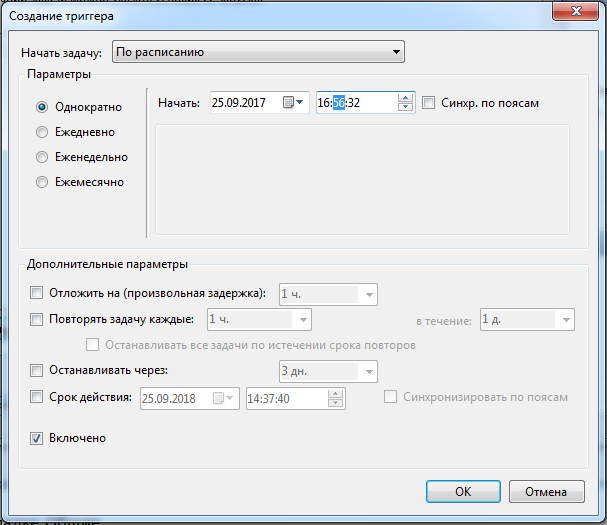 Создание триггера
Начать задачу: По расписанию
Параметры
Однократно
Начать: 25.09.2017 16:56:32 Синхр. по поясам
Ежедневно
Еженедельно
Ежемесячно
Дополнительные параметры
Отложить на (произвольная задержка): 1 ч.
Повторять задачу каждые: 1 ч. в течение: 1 д.
Останавливать все задачи по истечении срока повторов
Останавливать через: 3 дн.
Срок действия: 25.09.2018 14:37:40 Синхронизировать по поясам
Включено
OK Отмена